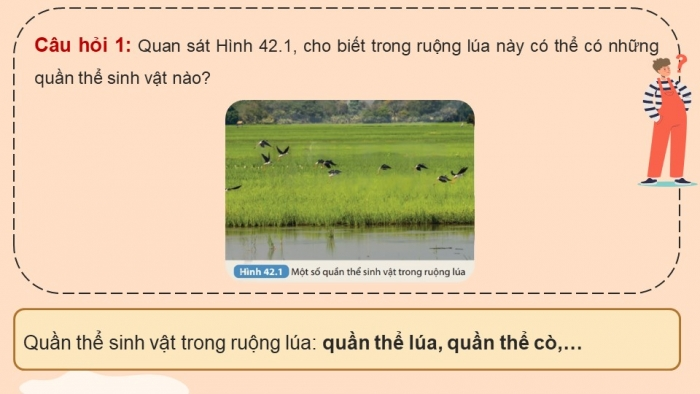 Câu hỏi 1: Quan sát Hình 42.1, cho biết trong ruộng lúa này có thể có những
quần thể sinh vật nào?
?
Hình 42.1 Một số quần thể sinh vật trong ruộng lúa
Quần thể sinh vật trong ruộng lúa: quần thể lúa, quần thể cò,…